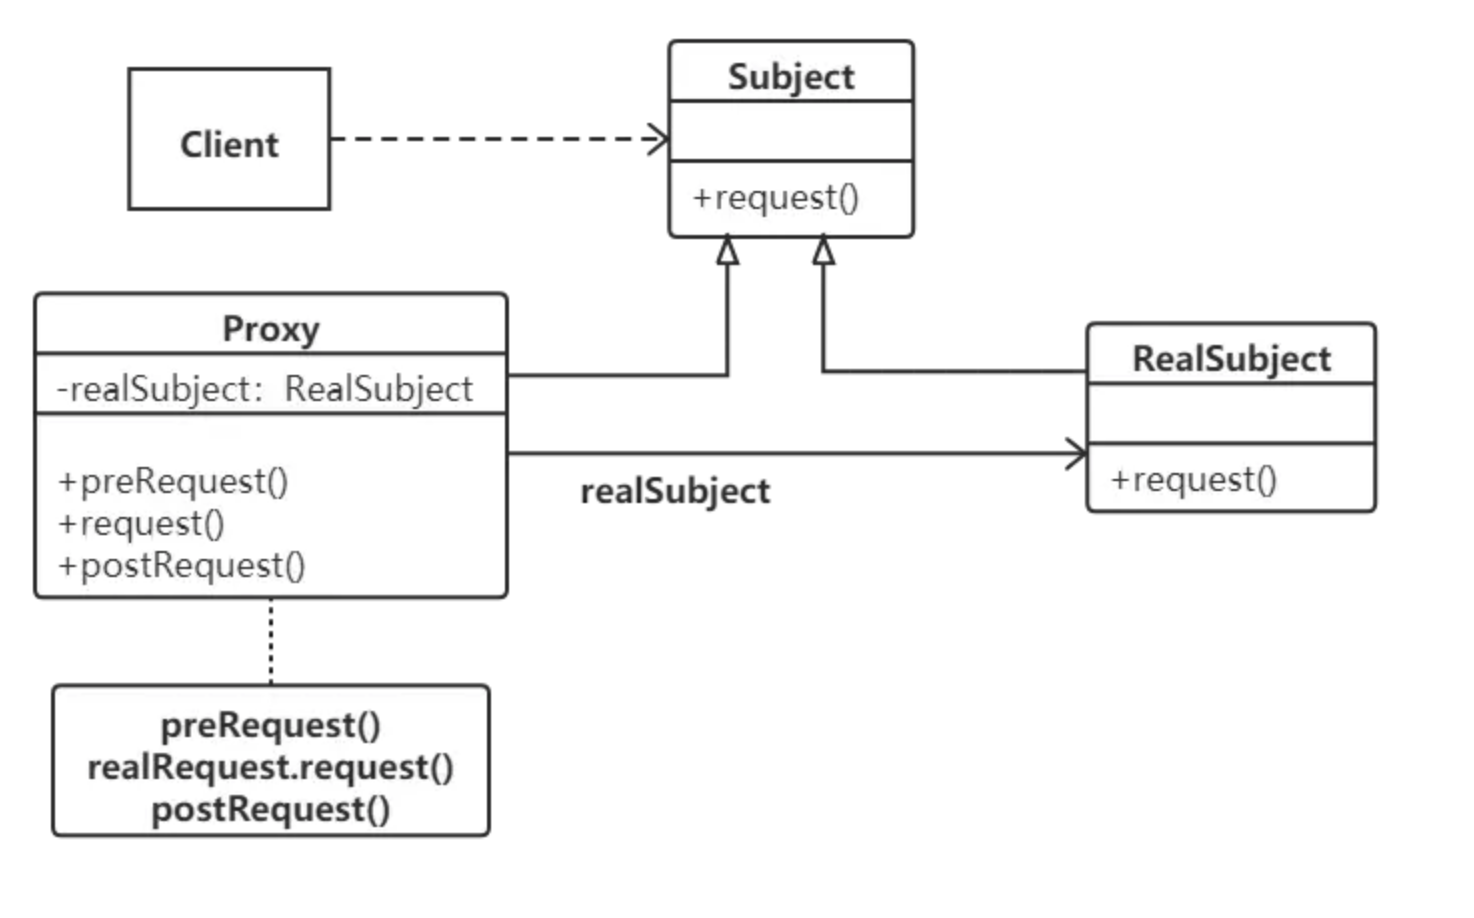 Client
Subject
+request()
Proxy
-realSubject: RealSubject
+preRequest()
+request()
+postRequest()
RealSubject
+request()
realSubject
preRequest()
realRequest.request()
postRequest()